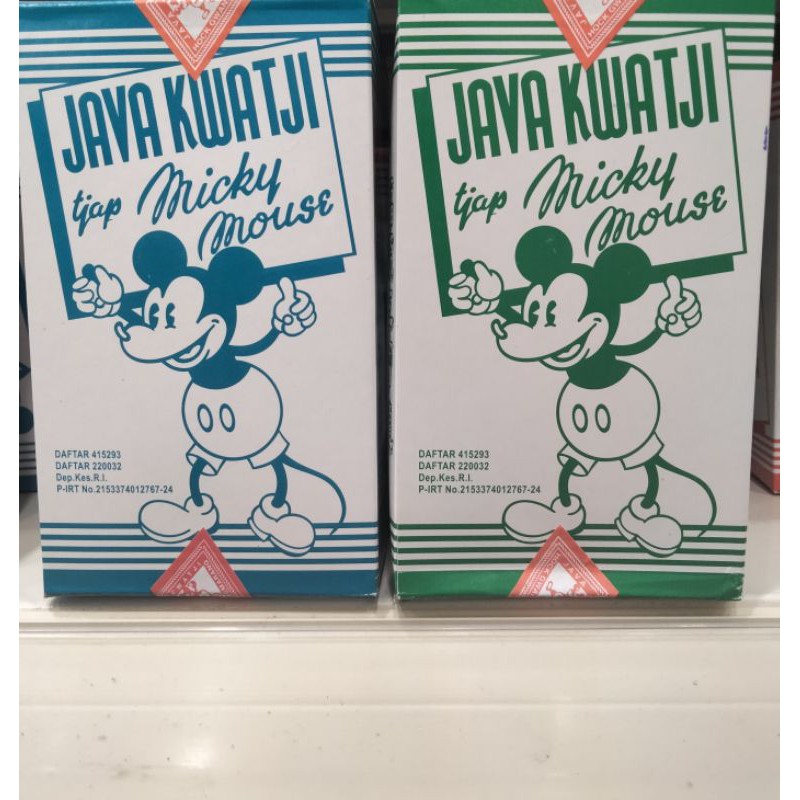 JAVA KWATJI
tjap Micky
Mouse
DAFTAR 415293
DAFTAR 220032
Dep.Kes.R.I.
P-IRT No.2153374012767-24
JAVA KWATJI
tjap Micky
Mouse
DAFTAR 415293
DAFTAR 220032
Dep.Kes.R.I.
P-IRT No.2153374012767-24